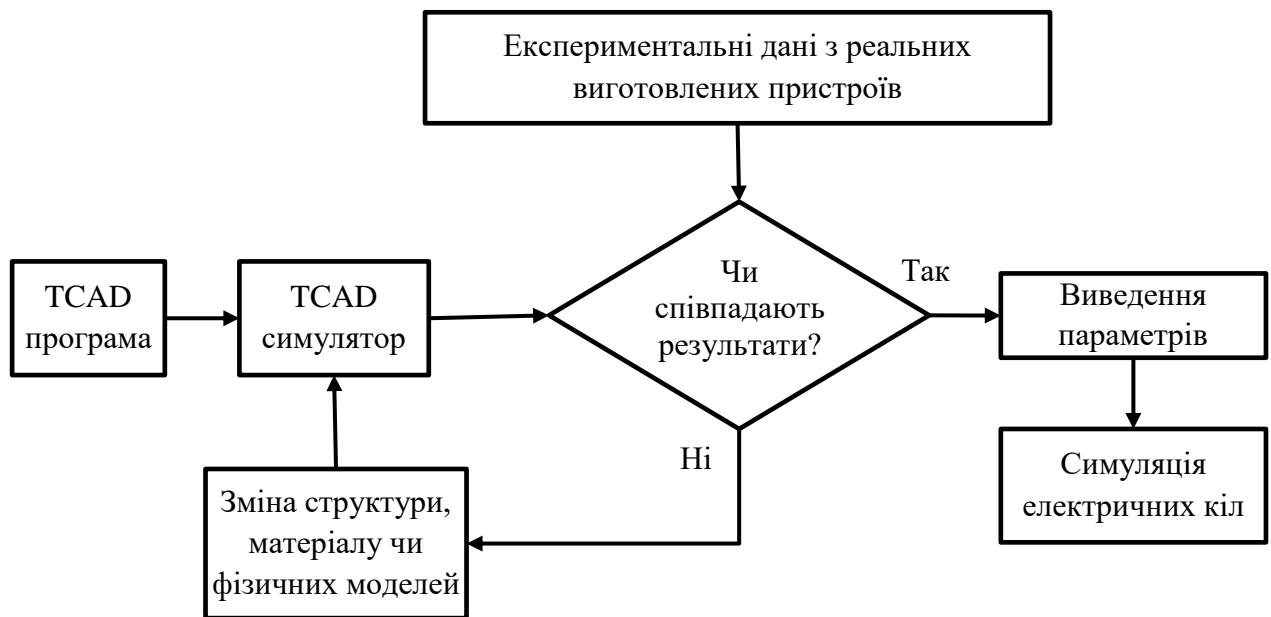 Експериментальні дані з реальних
виготовлених пристроїв
TCAD
програма
TCAD
симулятор
Чи
співпадають
результати?
Так
Виведення
параметрів
Ні
Зміна структури,
матеріалу чи
фізичних моделей
Симуляція
електричних кіл